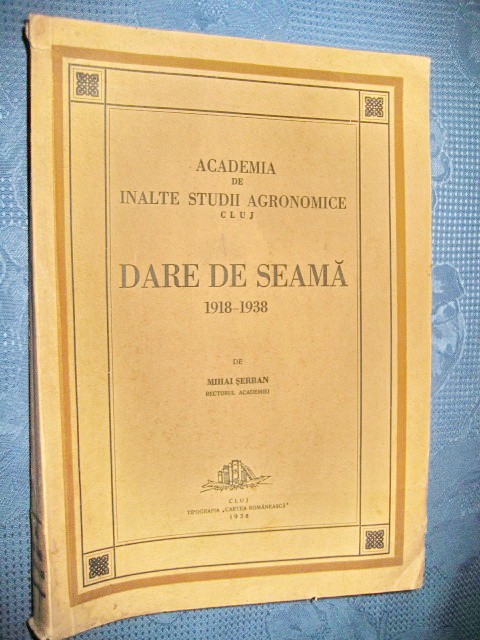 ACADEMIA
DE
INALTE STUDII AGRONOMICE
CLUJ
DARE DE SEAMĂ
1918-1938
DE
MIHAI ŞERBAN
RECTORUL ACADEMIEI
CLUJ
TIPOGRAFIA „CARTEA ROMÂNEASCĂ"
1938